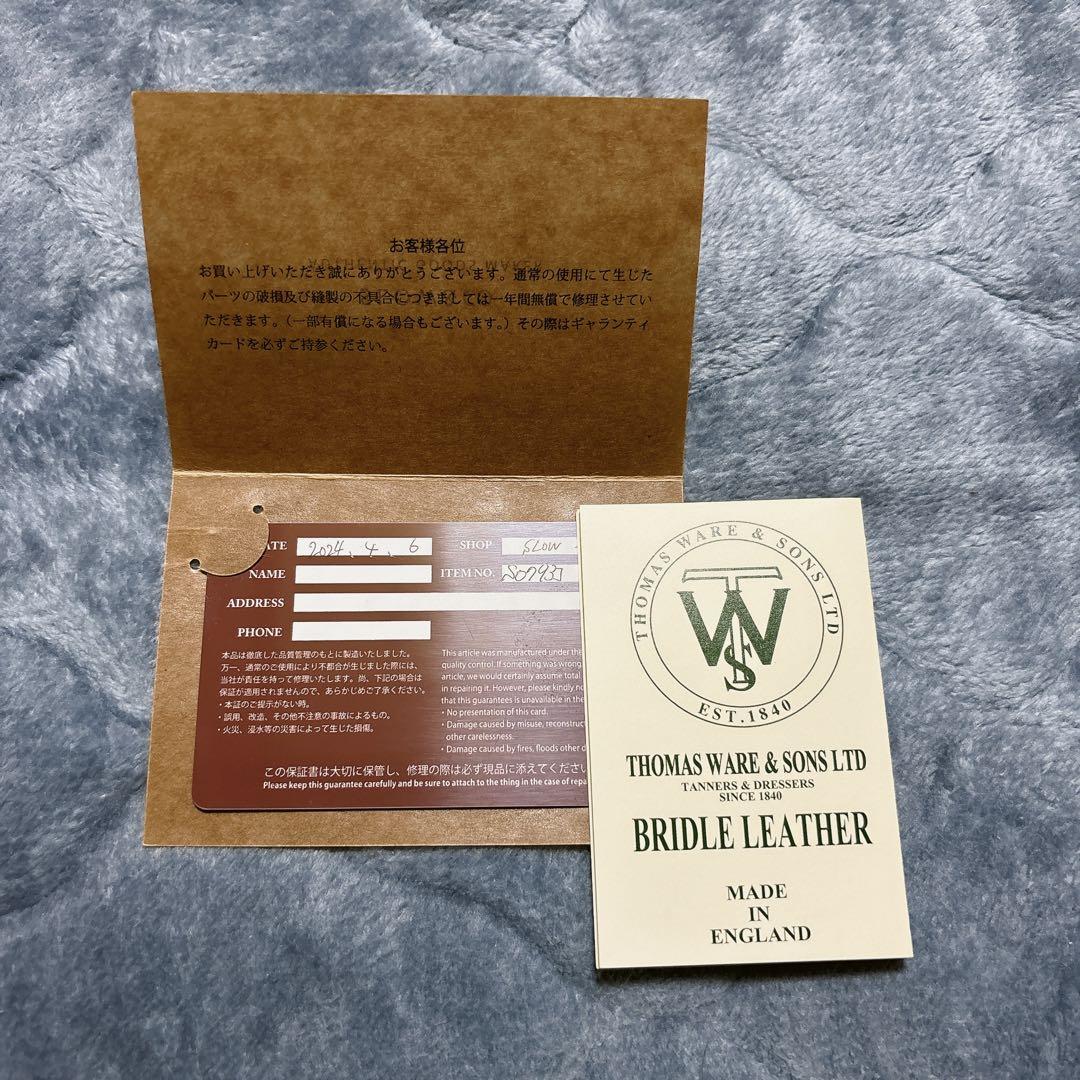 お客様各位
お買い上げいただき誠にありがとうございます。通常の使用にて生じた
パーツの破損及び縫製の不具合につきましては一年間無償で修理させてい
ただきます。（一部有償になる場合もございます。）その際はギャランティ
カードを必ずご持参ください。
ATE 2024. 4. 6 SHOP SLOW
NAME ITEM NO.
ADDRESS
PHONE
本品は徹底した品質管理のもとに製造いたしました。
万一、通常のご使用により不都合が生じました際には、
当社が責任を持って修理いたします。尚、下記の場合は
保証が適用されませんので、あらかじめご了承ください。
・本証のご提示がない時。
・誤用、改造、その他不注意の事故によるもの。
・火災、浸水等の災害によって生じた損傷。
This article was manufactured under the
quality control. If something was wrong
article, we would certainly assume total
in repairing it. However, please kindly no
that this guarantees is unavailable in the
・No presentation of this card.
・Damage caused by misuse, reconstruc
other carelessness.
・Damage caused by fires, floods other d
この保証書は大切に保管し、修理の際は必ず現品に添えてくださ
Please keep this guarantee carefully and be sure to attach to the thing in the case of repa
THOMAS WARE & SONS LTD
TWS
EST.1840
THOMAS WARE & SONS LTD
TANNERS & DRESSERS
SINCE 1840
BRIDLE LEATHER
MADE
IN
ENGLAND